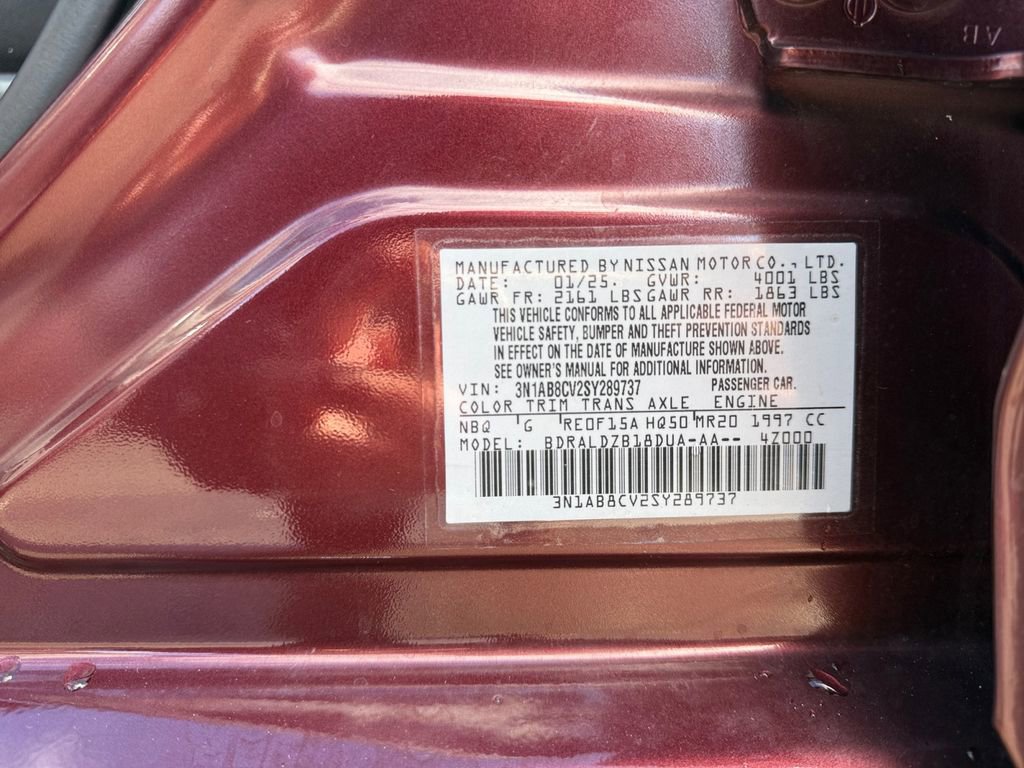 AB
MANUFACTURED BY NISSAN MOTOR CO., LTD.
DATE: 01/25. GVWR: 4001 LBS
GAWR FR: 2161 LBS GAWR RR: 1863 LBS
THIS VEHICLE CONFORMS TO ALL APPLICABLE FEDERAL MOTOR
VEHICLE SAFETY, BUMPER AND THEFT PREVENTION STANDARDS
IN EFFECT ON THE DATE OF MANUFACTURE SHOWN ABOVE.
SEE OWNER'S MANUAL FOR ADDITIONAL INFORMATION.
VIN: 3N1AB8CV2SY289737 PASSENGER CAR.
COLOR TRIM TRANS AXLE ENGINE
NBQ G RE0F15A HQ50 MR20 1997 CC
MODEL: BDRALDZB18DUA-AA-- 4Z000
3N1AB8CV2SY289737